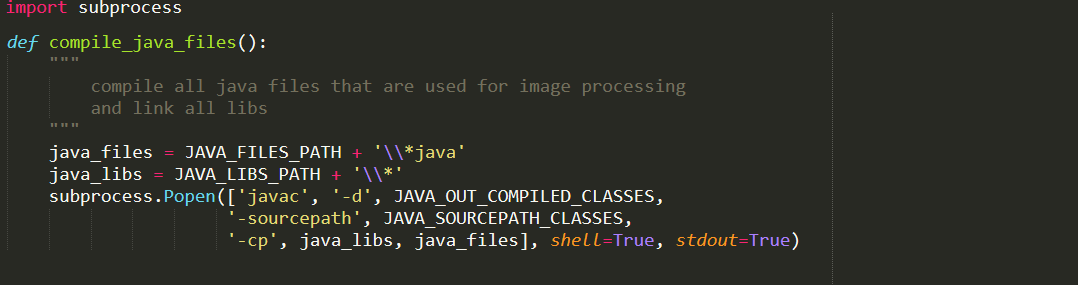 import subprocess
def compile_java_files():
    """
        compile all java files that are used for image processing
        and link all libs
    """
    java_files = JAVA_FILES_PATH + '\\*java'
    java_libs = JAVA_LIBS_PATH + '\\*'
    subprocess.Popen(['javac', '-d', JAVA_OUT_COMPILED_CLASSES,
                     '-sourcepath', JAVA_SOURCEPATH_CLASSES,
                     '-cp', java_libs, java_files], shell=True, stdout=True)